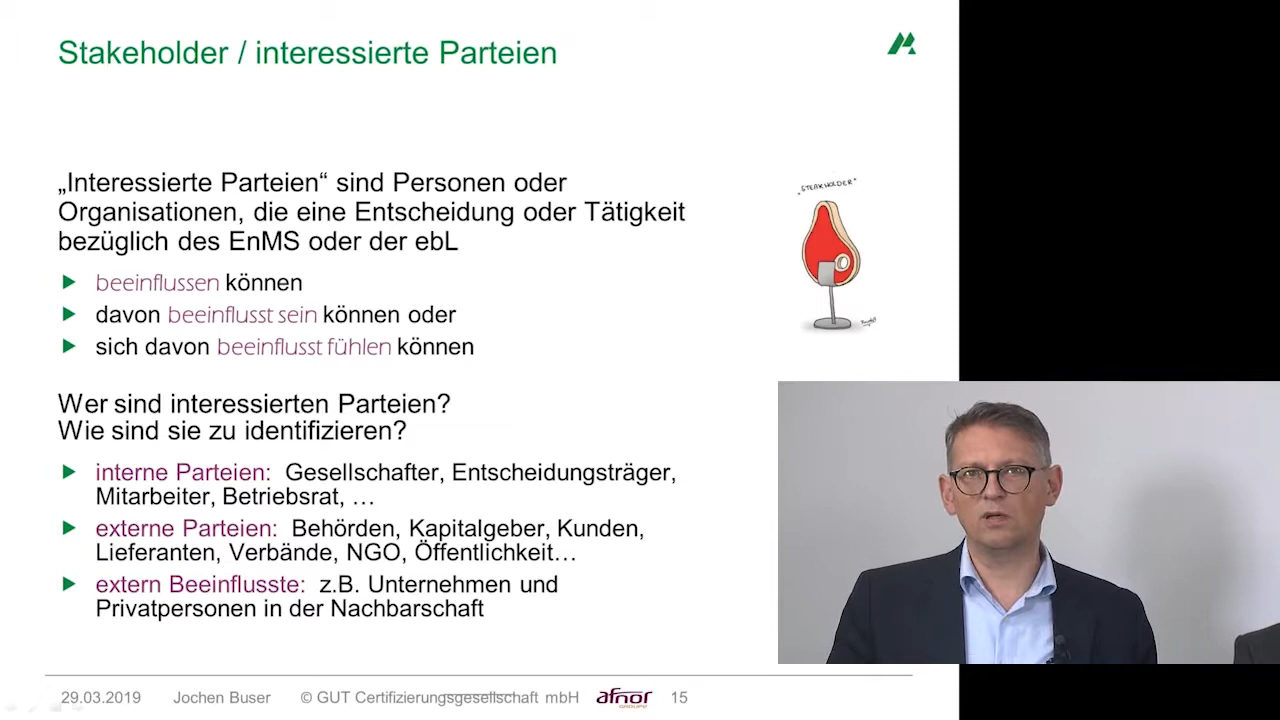 Stakeholder / interessierte Parteien
„Interessierte Parteien“ sind Personen oder
Organisationen, die eine Entscheidung oder Tätigkeit
bezüglich des EnMS oder der ebL
beeinflussen können
davon beeinflusst sein können oder
sich davon beeinflusst fühlen können
„STEAKHOLDER“
Wer sind interessierten Parteien?
Wie sind sie zu identifizieren?
interne Parteien: Gesellschafter, Entscheidungsträger,
Mitarbeiter, Betriebsrat, …
externe Parteien: Behörden, Kapitalgeber, Kunden,
Lieferanten, Verbände, NGO, Öffentlichkeit…
extern Beeinflusste: z.B. Unternehmen und
Privatpersonen in der Nachbarschaft
29.03.2019 Jochen Buser © GUT Certifizierungsgesellschaft mbH afnor GROUPE 15